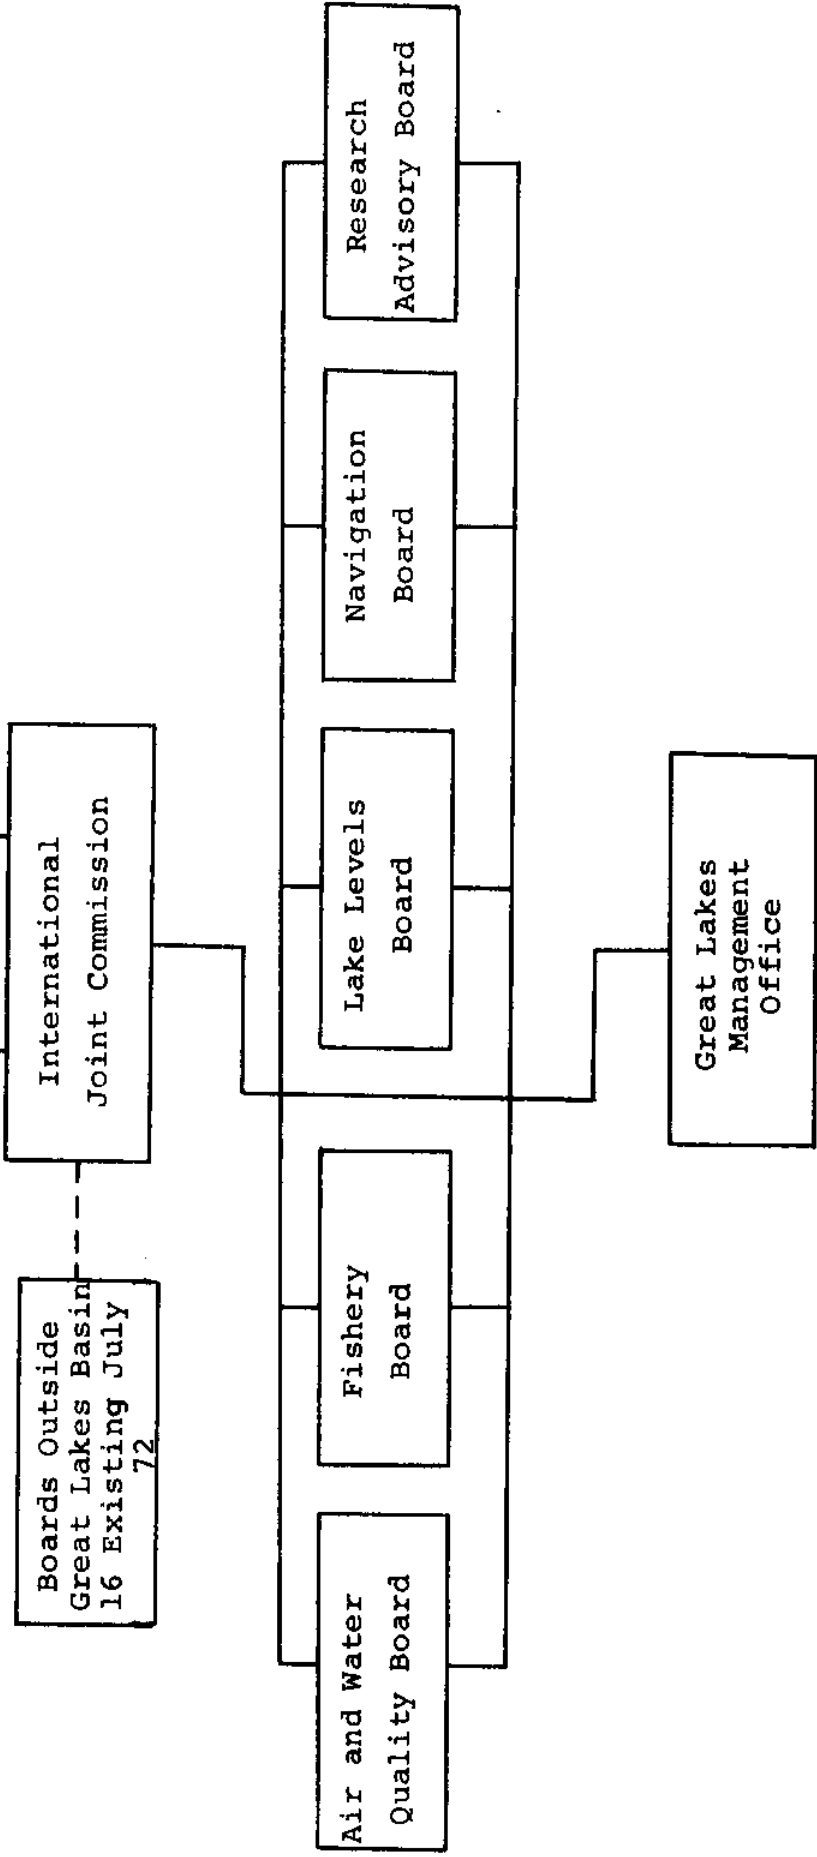 Boards Outside
Great Lakes Basin
16 Existing July
72
International
Joint Commission
Air and Water
Quality Board
Fishery
Board
Lake Levels
Board
Navigation
Board
Research
Advisory Board
Great Lakes
Management
Office